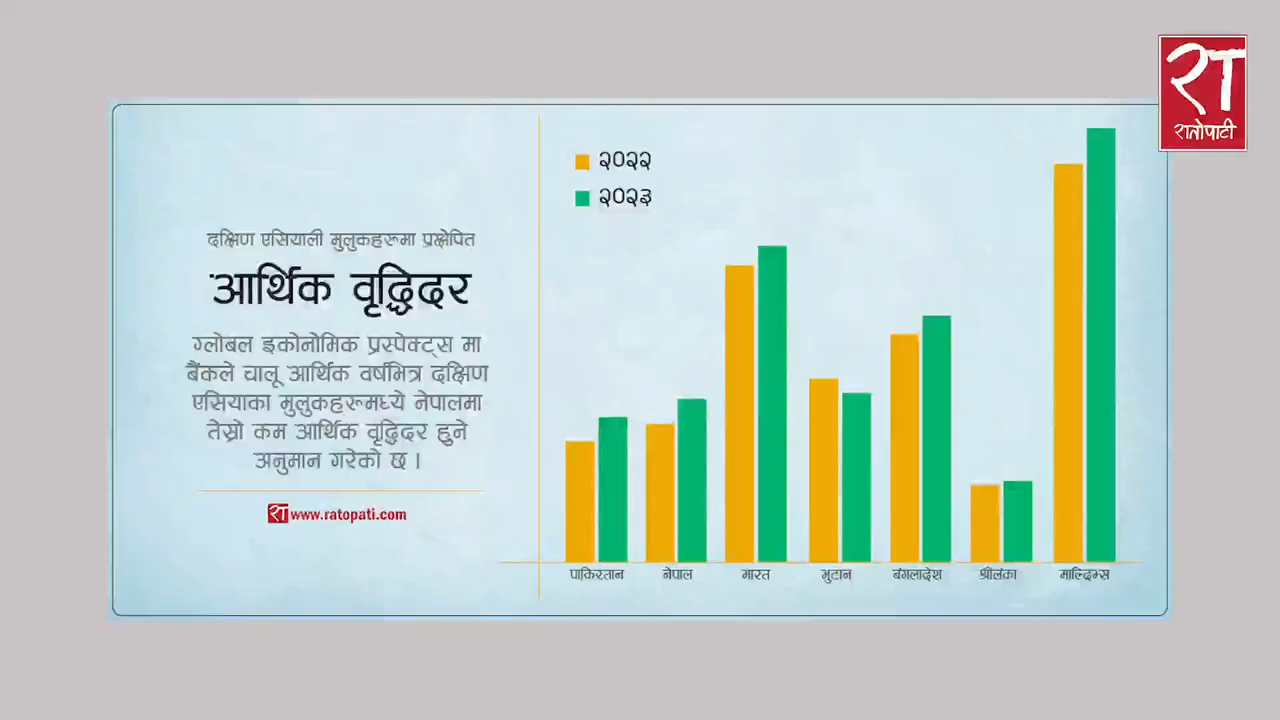 रातोपाटी
दक्षिण एसियाली मुलुकहरूमा प्रक्षेपित
आर्थिक वृद्धिदर
ग्लोबल इकोनोमिक प्रस्पेक्ट्स मा
बैंकले चालू आर्थिक वर्षभित्र दक्षिण
एसियाका मुलुकहरूमध्ये नेपालमा
तेस्रो कम आर्थिक वृद्धिदर हुने
अनुमान गरेको छ ।
www.ratopati.com
२०२२
२०२३
पाकिस्तान नेपाल भारत भुटान बंगलादेश श्रीलंका माल्दिभ्स